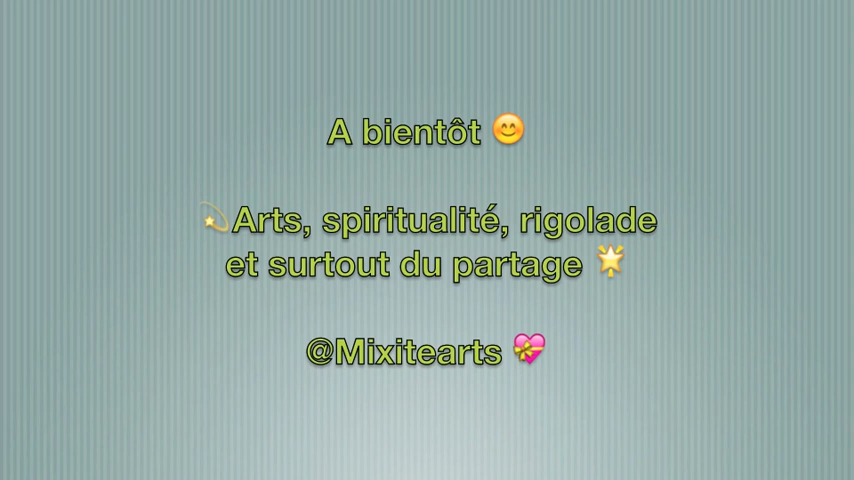 A bientôt 😊
💫Arts, spiritualité, rigolade
et surtout du partage 🌟
@Mixitearts 💝